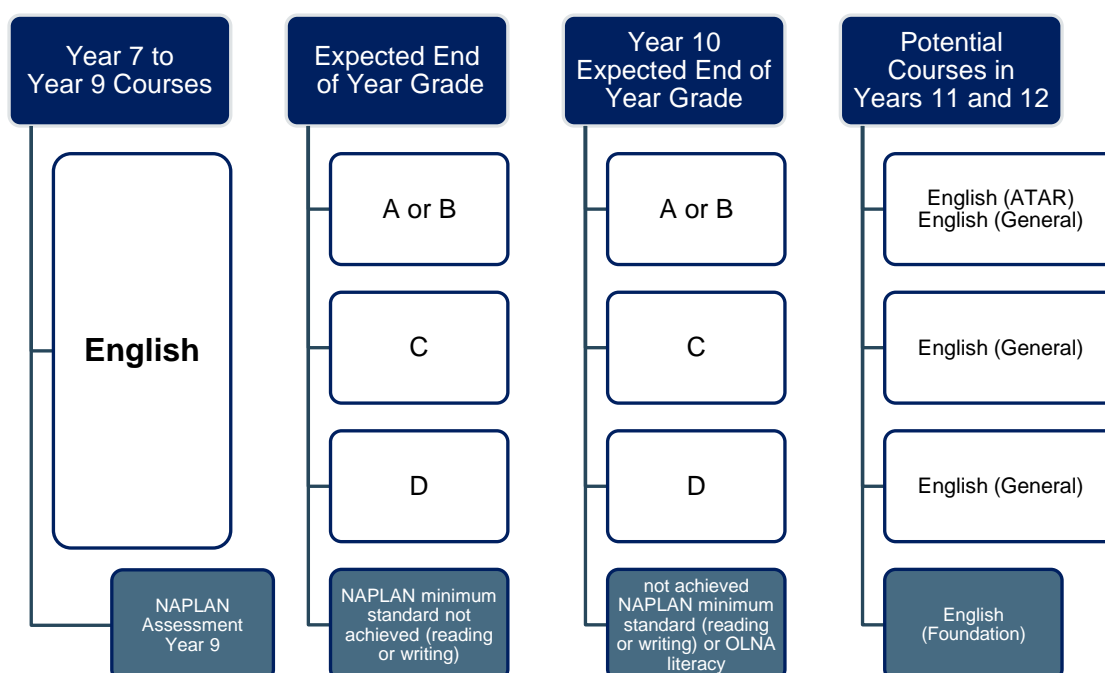 Year 7 to
Year 9 Courses
English
NAPLAN
Assessment
Year 9
Expected End
of Year Grade
A or B
C
D
NAPLAN minimum
standard not
achieved (reading
or writing)
Year 10
Expected End of
Year Grade
A or B
C
D
not achieved
NAPLAN minimum
standard (reading
or writing) or OLNA
literacy
Potential
Courses in
Years 11 and 12
English (ATAR)
English (General)
English (General)
English (General)
English
(Foundation)